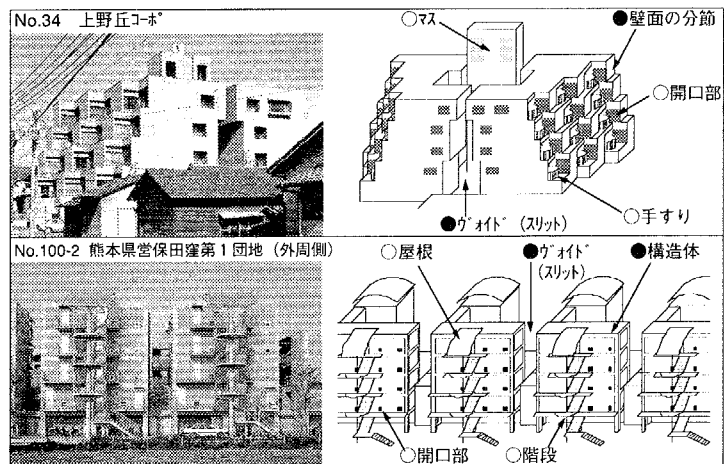 No.34 上野丘ｺｰﾎﾟ
○ﾏｽ
●壁面の分節
○開口部
●ｳﾞｫｲﾄﾞ (ｽﾘｯﾄ)
○手すり
No.100-2 熊本県営保田窪第1団地 (外周側)
○屋根
●ｳﾞｫｲﾄﾞ
(ｽﾘｯﾄ)
●構造体
○開口部
○階段